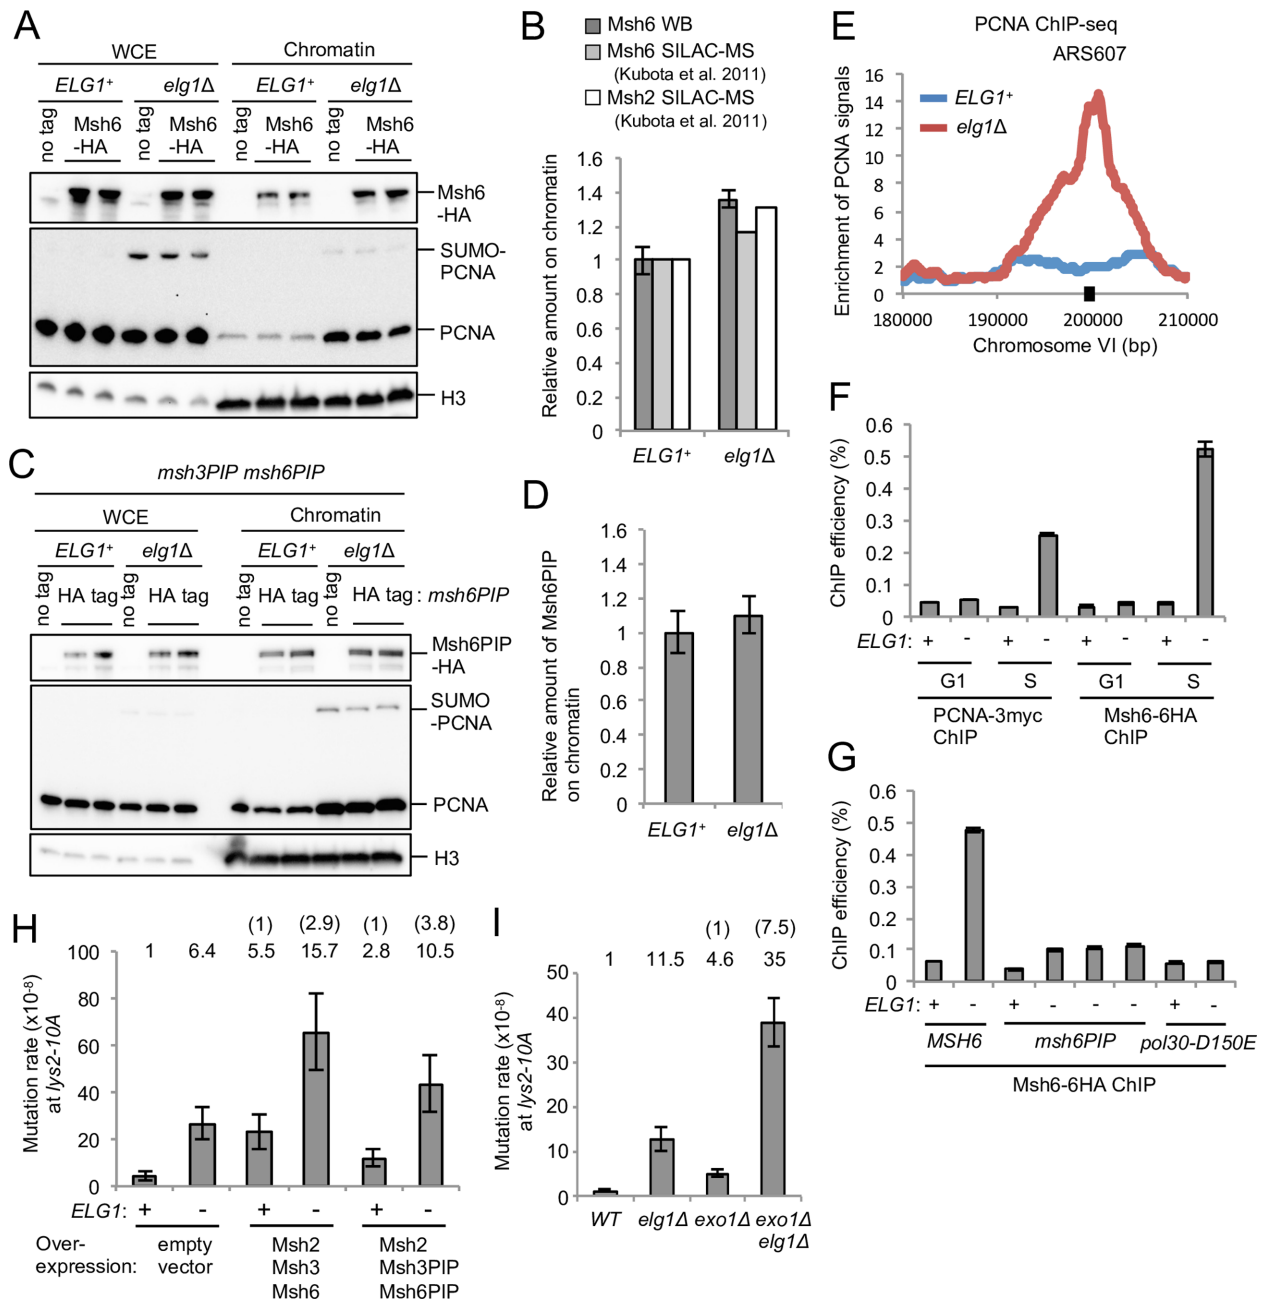 A
WCE
Chromatin
ELG1+
elg1Δ
ELG1+
elg1Δ
no tag
Msh6
-HA
no tag
Msh6
-HA
no tag
Msh6
-HA
no tag
Msh6
-HA
Msh6
-HA
SUMO-
PCNA
PCNA
H3
B
Msh6 WB
Msh6 SILAC-MS
(Kubota et al. 2011)
Msh2 SILAC-MS
(Kubota et al. 2011)
Relative amount on chromatin
1.6
1.4
1.2
1
0.8
0.6
0.4
0.2
0
ELG1+
elg1Δ
C
msh3PIP msh6PIP
WCE
Chromatin
ELG1+
elg1Δ
ELG1+
elg1Δ
no tag
HA tag
no tag
HA tag
no tag
HA tag
no tag
HA tag : msh6PIP
Msh6PIP
-HA
SUMO
-PCNA
PCNA
H3
D
Relative amount of Msh6PIP
on chromatin
1.6
1.4
1.2
1
0.8
0.6
0.4
0.2
0
ELG1+
elg1Δ
E
PCNA ChIP-seq
ARS607
Enrichment of PCNA signals
16
14
12
10
8
6
4
2
0
ELG1+
elg1Δ
180000
190000
200000
210000
Chromosome VI (bp)
F
ChIP efficiency (%)
0.6
0.5
0.4
0.3
0.2
0.1
0
ELG1: + - + - + - + -
G1
S
G1
S
PCNA-3myc
ChIP
Msh6-6HA
ChIP
G
ChIP efficiency (%)
0.6
0.5
0.4
0.3
0.2
0.1
0
ELG1: + - + - - - + -
MSH6
msh6PIP
pol30-D150E
Msh6-6HA ChIP
H
(1) (2.9) (1) (3.8)
1 6.4 5.5 15.7 2.8 10.5
Mutation rate (x10-8)
at lys2-10A
100
80
60
40
20
0
ELG1: + - + - + -
Over-
expression:
empty
vector
Msh2
Msh3
Msh6
Msh2
Msh3PIP
Msh6PIP
I
(1) (7.5)
1 11.5 4.6 35
Mutation rate (x10-8)
at lys2-10A
50
40
30
20
10
0
WT
elg1Δ
exo1Δ
exo1Δ
elg1Δ